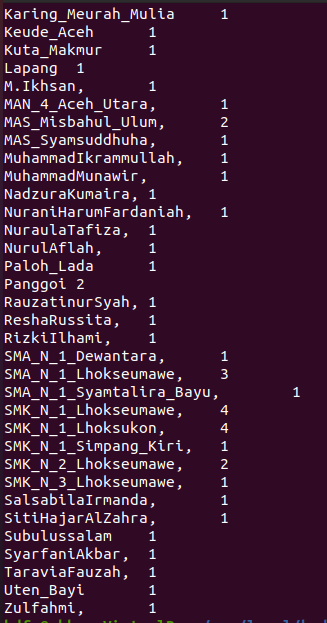 Karing_Meurah_Mulia 1
Keude_Aceh 1
Kuta_Makmur 1
Lapang 1
M.Ikhsan, 1
MAN_4_Aceh_Utara, 1
MAS_Misbahul_Ulum, 2
MAS_Syamsuddhuha, 1
MuhammadIkrammullah, 1
MuhammadMunawir, 1
NadzuraKumaira, 1
NuraniHarumFardaniah, 1
NuraulaTafiza, 1
NurulAflah, 1
Paloh_Lada 1
Panggoi 2
RauzatinurSyah, 1
ReshaRussita, 1
RizkiIlhami, 1
SMA_N_1_Dewantara, 1
SMA_N_1_Lhokseumawe, 3
SMA_N_1_Syamtalira_Bayu, 1
SMK_N_1_Lhokseumawe, 4
SMK_N_1_Lhoksukon, 4
SMK_N_1_Simpang_Kiri, 1
SMK_N_2_Lhokseumawe, 2
SMK_N_3_Lhokseumawe, 1
SalsabilaIrmanda, 1
SitiHajarAlZahra, 1
Subulussalam 1
SyarfaniAkbar, 1
TaraviaFauzah, 1
Uten_Bayi 1
Zulfahmi, 1